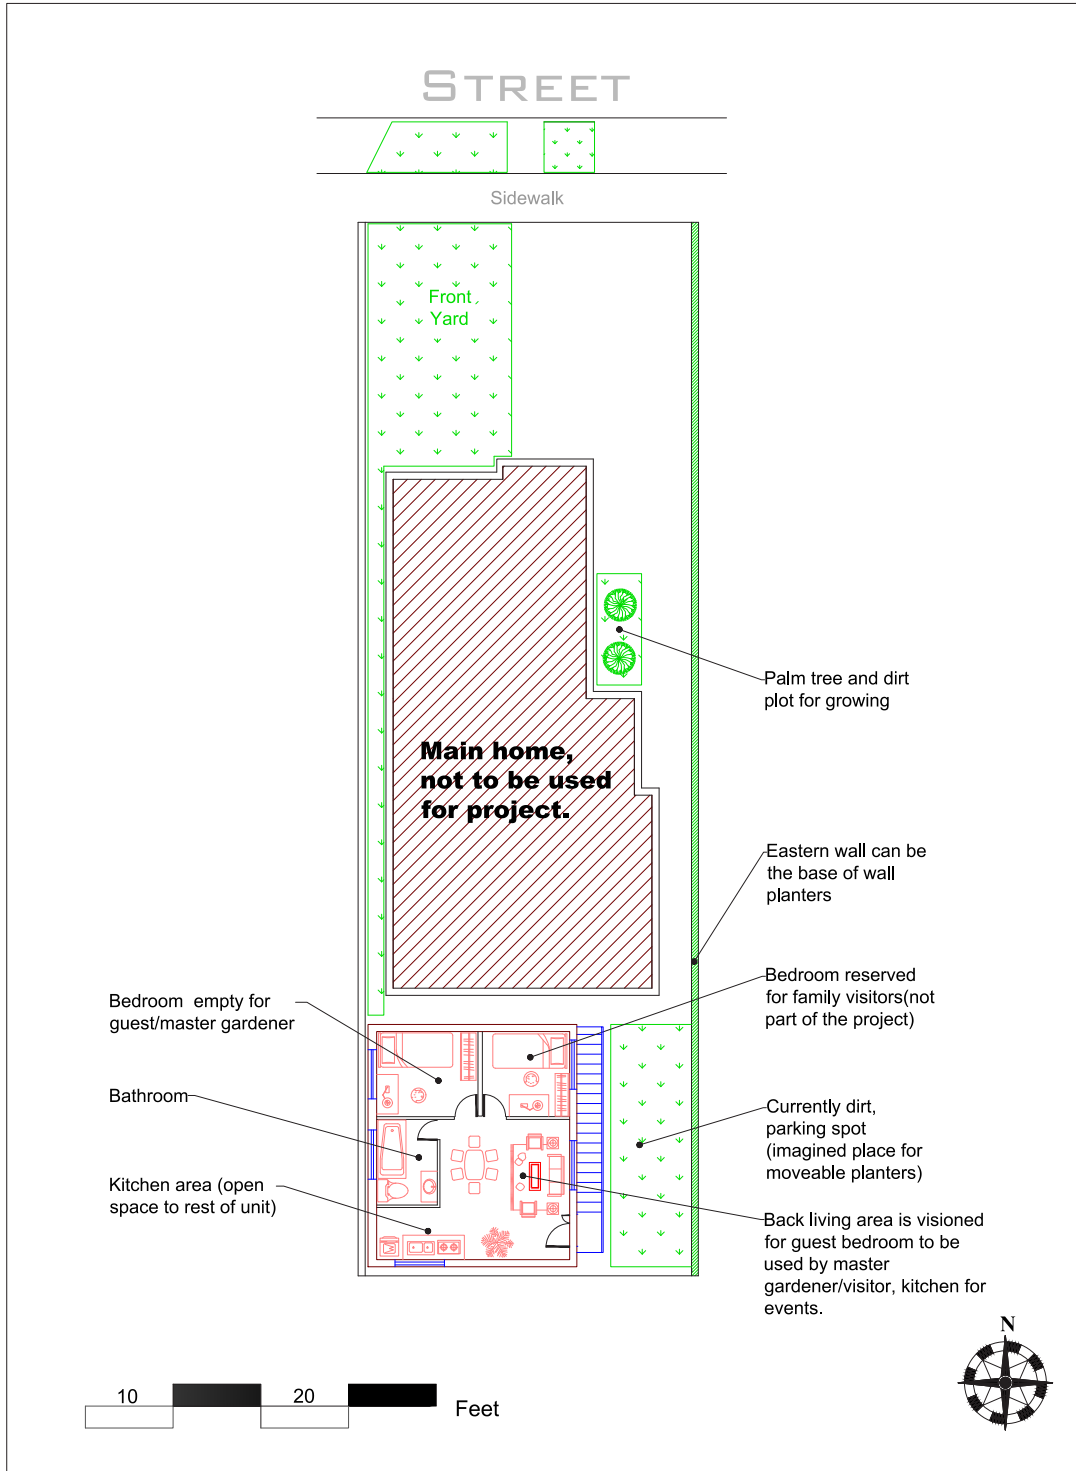 STREET
Sidewalk
Front
Yard
Palm tree and dirt
plot for growing
Main home,
not to be used
for project.
Eastern wall can be
the base of wall
planters
Bedroom reserved
for family visitors(not
part of the project)
Bedroom empty for
guest/master gardener
Bathroom
Currently dirt,
parking spot
(imagined place for
moveable planters)
Kitchen area (open
space to rest of unit)
Back living area is visioned
for guest bedroom to be
used by master
gardener/visitor, kitchen for
events.
N
10
20
Feet